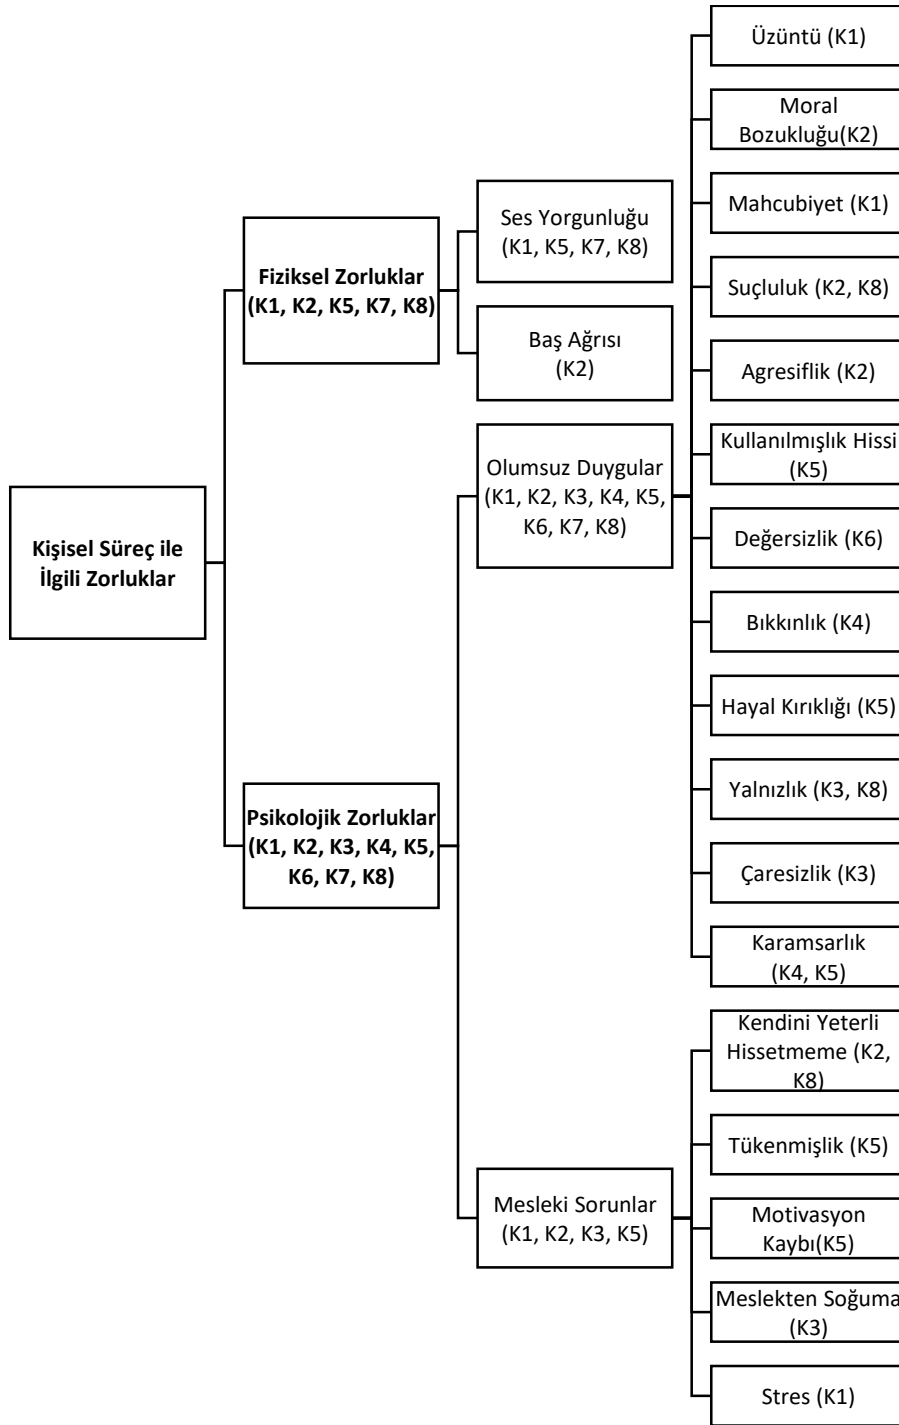 Kişisel Süreç ile
İlgili Zorluklar
Fiziksel Zorluklar
(K1, K2, K5, K7, K8)
Ses Yorgunluğu
(K1, K5, K7, K8)
Baş Ağrısı
(K2)
Psikolojik Zorluklar
(K1, K2, K3, K4, K5,
K6, K7, K8)
Olumsuz Duygular
(K1, K2, K3, K4, K5,
K6, K7, K8)
Üzüntü (K1)
Moral
Bozukluğu(K2)
Mahcubiyet (K1)
Suçluluk (K2, K8)
Agresiflik (K2)
Kullanılmışlık Hissi
(K5)
Değersizlik (K6)
Bıkkınlık (K4)
Hayal Kırıklığı (K5)
Yalnızlık (K3, K8)
Çaresizlik (K3)
Karamsarlık
(K4, K5)
Mesleki Sorunlar
(K1, K2, K3, K5)
Kendini Yeterli
Hissetmeme (K2,
K8)
Tükenmişlik (K5)
Motivasyon
Kaybı(K5)
Meslekten Soğuma
(K3)
Stres (K1)